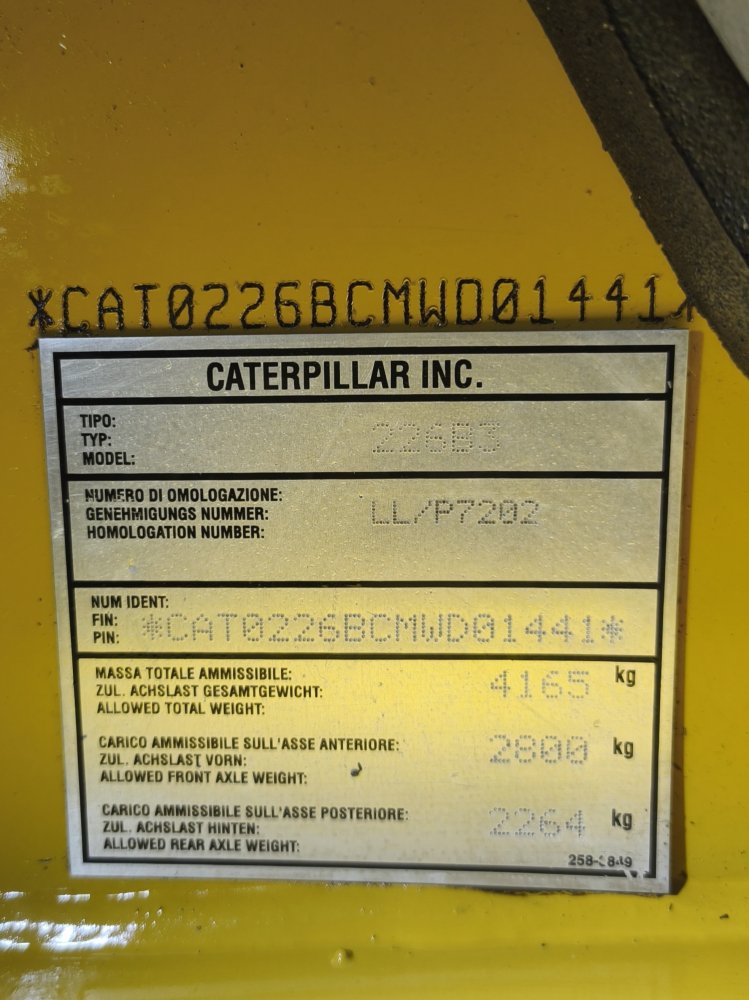 *CAT0226BCMWD01441*
CATERPILLAR INC.
TIPO:
TYP:
MODEL:
226B3
NUMERO DI OMOLOGAZIONE:
GENEHMIGUNGS NUMMER:
HOMOLOGATION NUMBER:
LL/P7202
NUM IDENT:
FIN:
PIN:
*CAT0226BCMWD01441*
MASSA TOTALE AMMISSIBILE:
ZUL. ACHSLAST GESAMTGEWICHT:
ALLOWED TOTAL WEIGHT:
4165 kg
CARICO AMMISSIBILE SULL'ASSE ANTERIORE:
ZUL. ACHSLAST VORN:
ALLOWED FRONT AXLE WEIGHT:
2800 kg
CARICO AMMISSIBILE SULL'ASSE POSTERIORE:
ZUL. ACHSLAST HINTEN:
ALLOWED REAR AXLE WEIGHT:
2264 kg